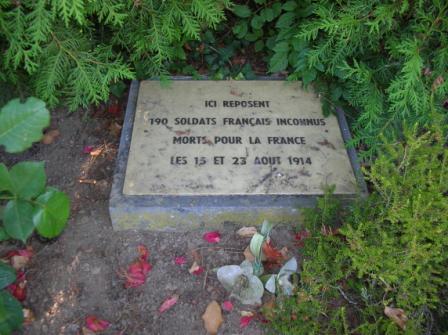 ICI REPOSENT
190 SOLDATS FRANÇAIS INCONNUS
MORTS POUR LA FRANCE
LES 15 ET 23 AOUT 1914